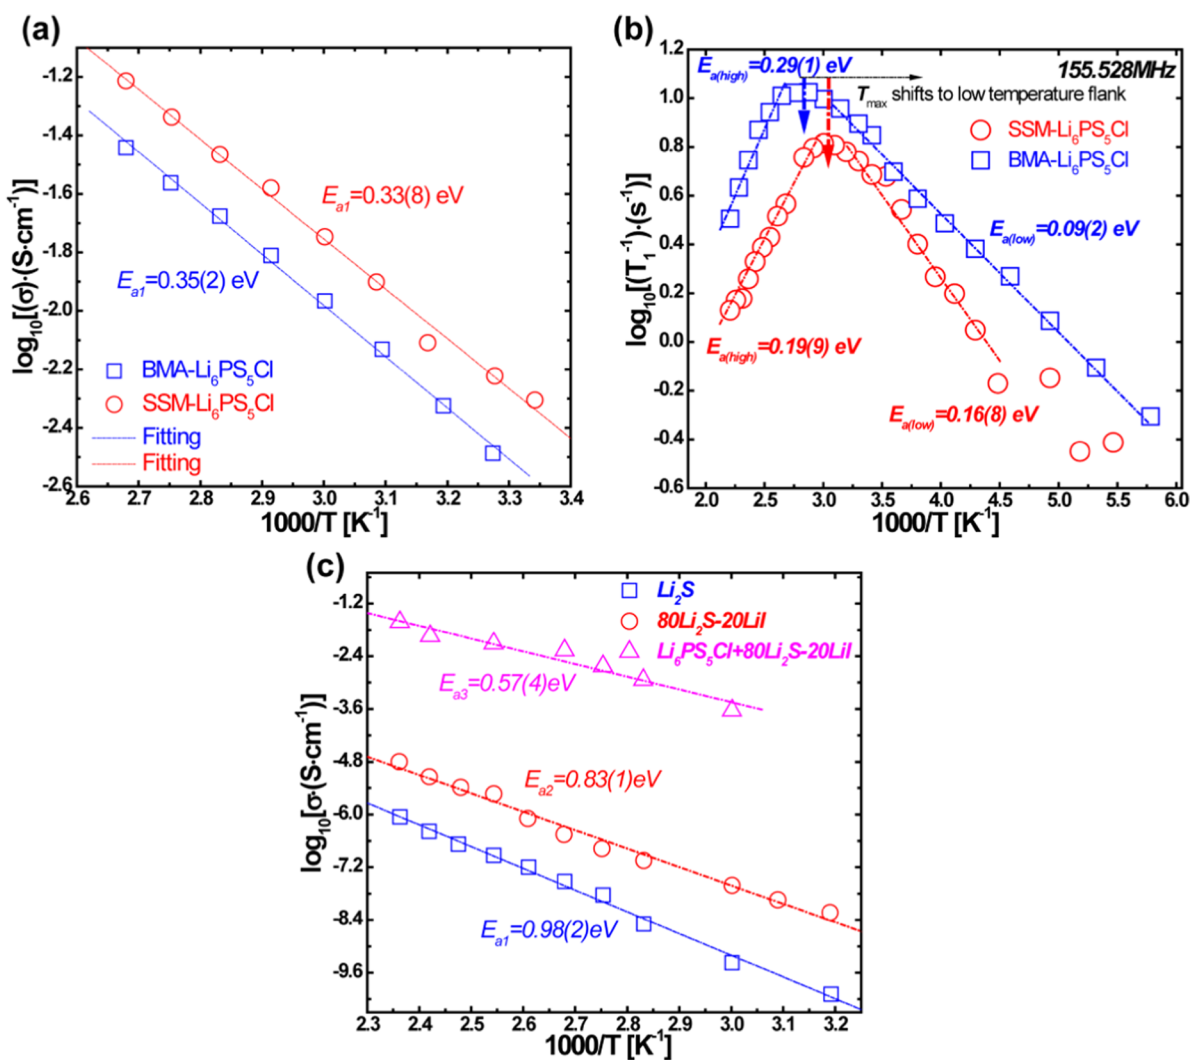 (a)
-1.2
-1.4
-1.6
-1.8
-2.0
-2.2
-2.4
-2.6
log₁₀[(σ)·(S·cm⁻¹)]
Eₐ₁=0.33(8) eV
Eₐ₁=0.35(2) eV
BMA-Li₆PS₅Cl
SSM-Li₆PS₅Cl
Fitting
Fitting
2.6 2.7 2.8 2.9 3.0 3.1 3.2 3.3 3.4
1000/T [K⁻¹]
(b)
1.2
1.0
0.8
0.6
0.4
0.2
0.0
-0.2
-0.4
-0.6
log₁₀[(T₁⁻¹)·(s⁻¹)]
Ea(high)=0.29(1) eV
155.528MHz
Tmax shifts to low temperature flank
SSM-Li₆PS₅Cl
BMA-Li₆PS₅Cl
Ea(low)=0.09(2) eV
Ea(high)=0.19(9) eV
Ea(low)=0.16(8) eV
2.0 2.5 3.0 3.5 4.0 4.5 5.0 5.5 6.0
1000/T [K⁻¹]
(c)
-1.2
-2.4
-3.6
-4.8
-6.0
-7.2
-8.4
-9.6
log₁₀[σ·(S·cm⁻¹)]
Li₂S
80Li₂S-20LiI
Li₆PS₅Cl+80Li₂S-20LiI
Eₐ₃=0.57(4)eV
Eₐ₂=0.83(1)eV
Eₐ₁=0.98(2)eV
2.3 2.4 2.5 2.6 2.7 2.8 2.9 3.0 3.1 3.2
1000/T [K⁻¹]